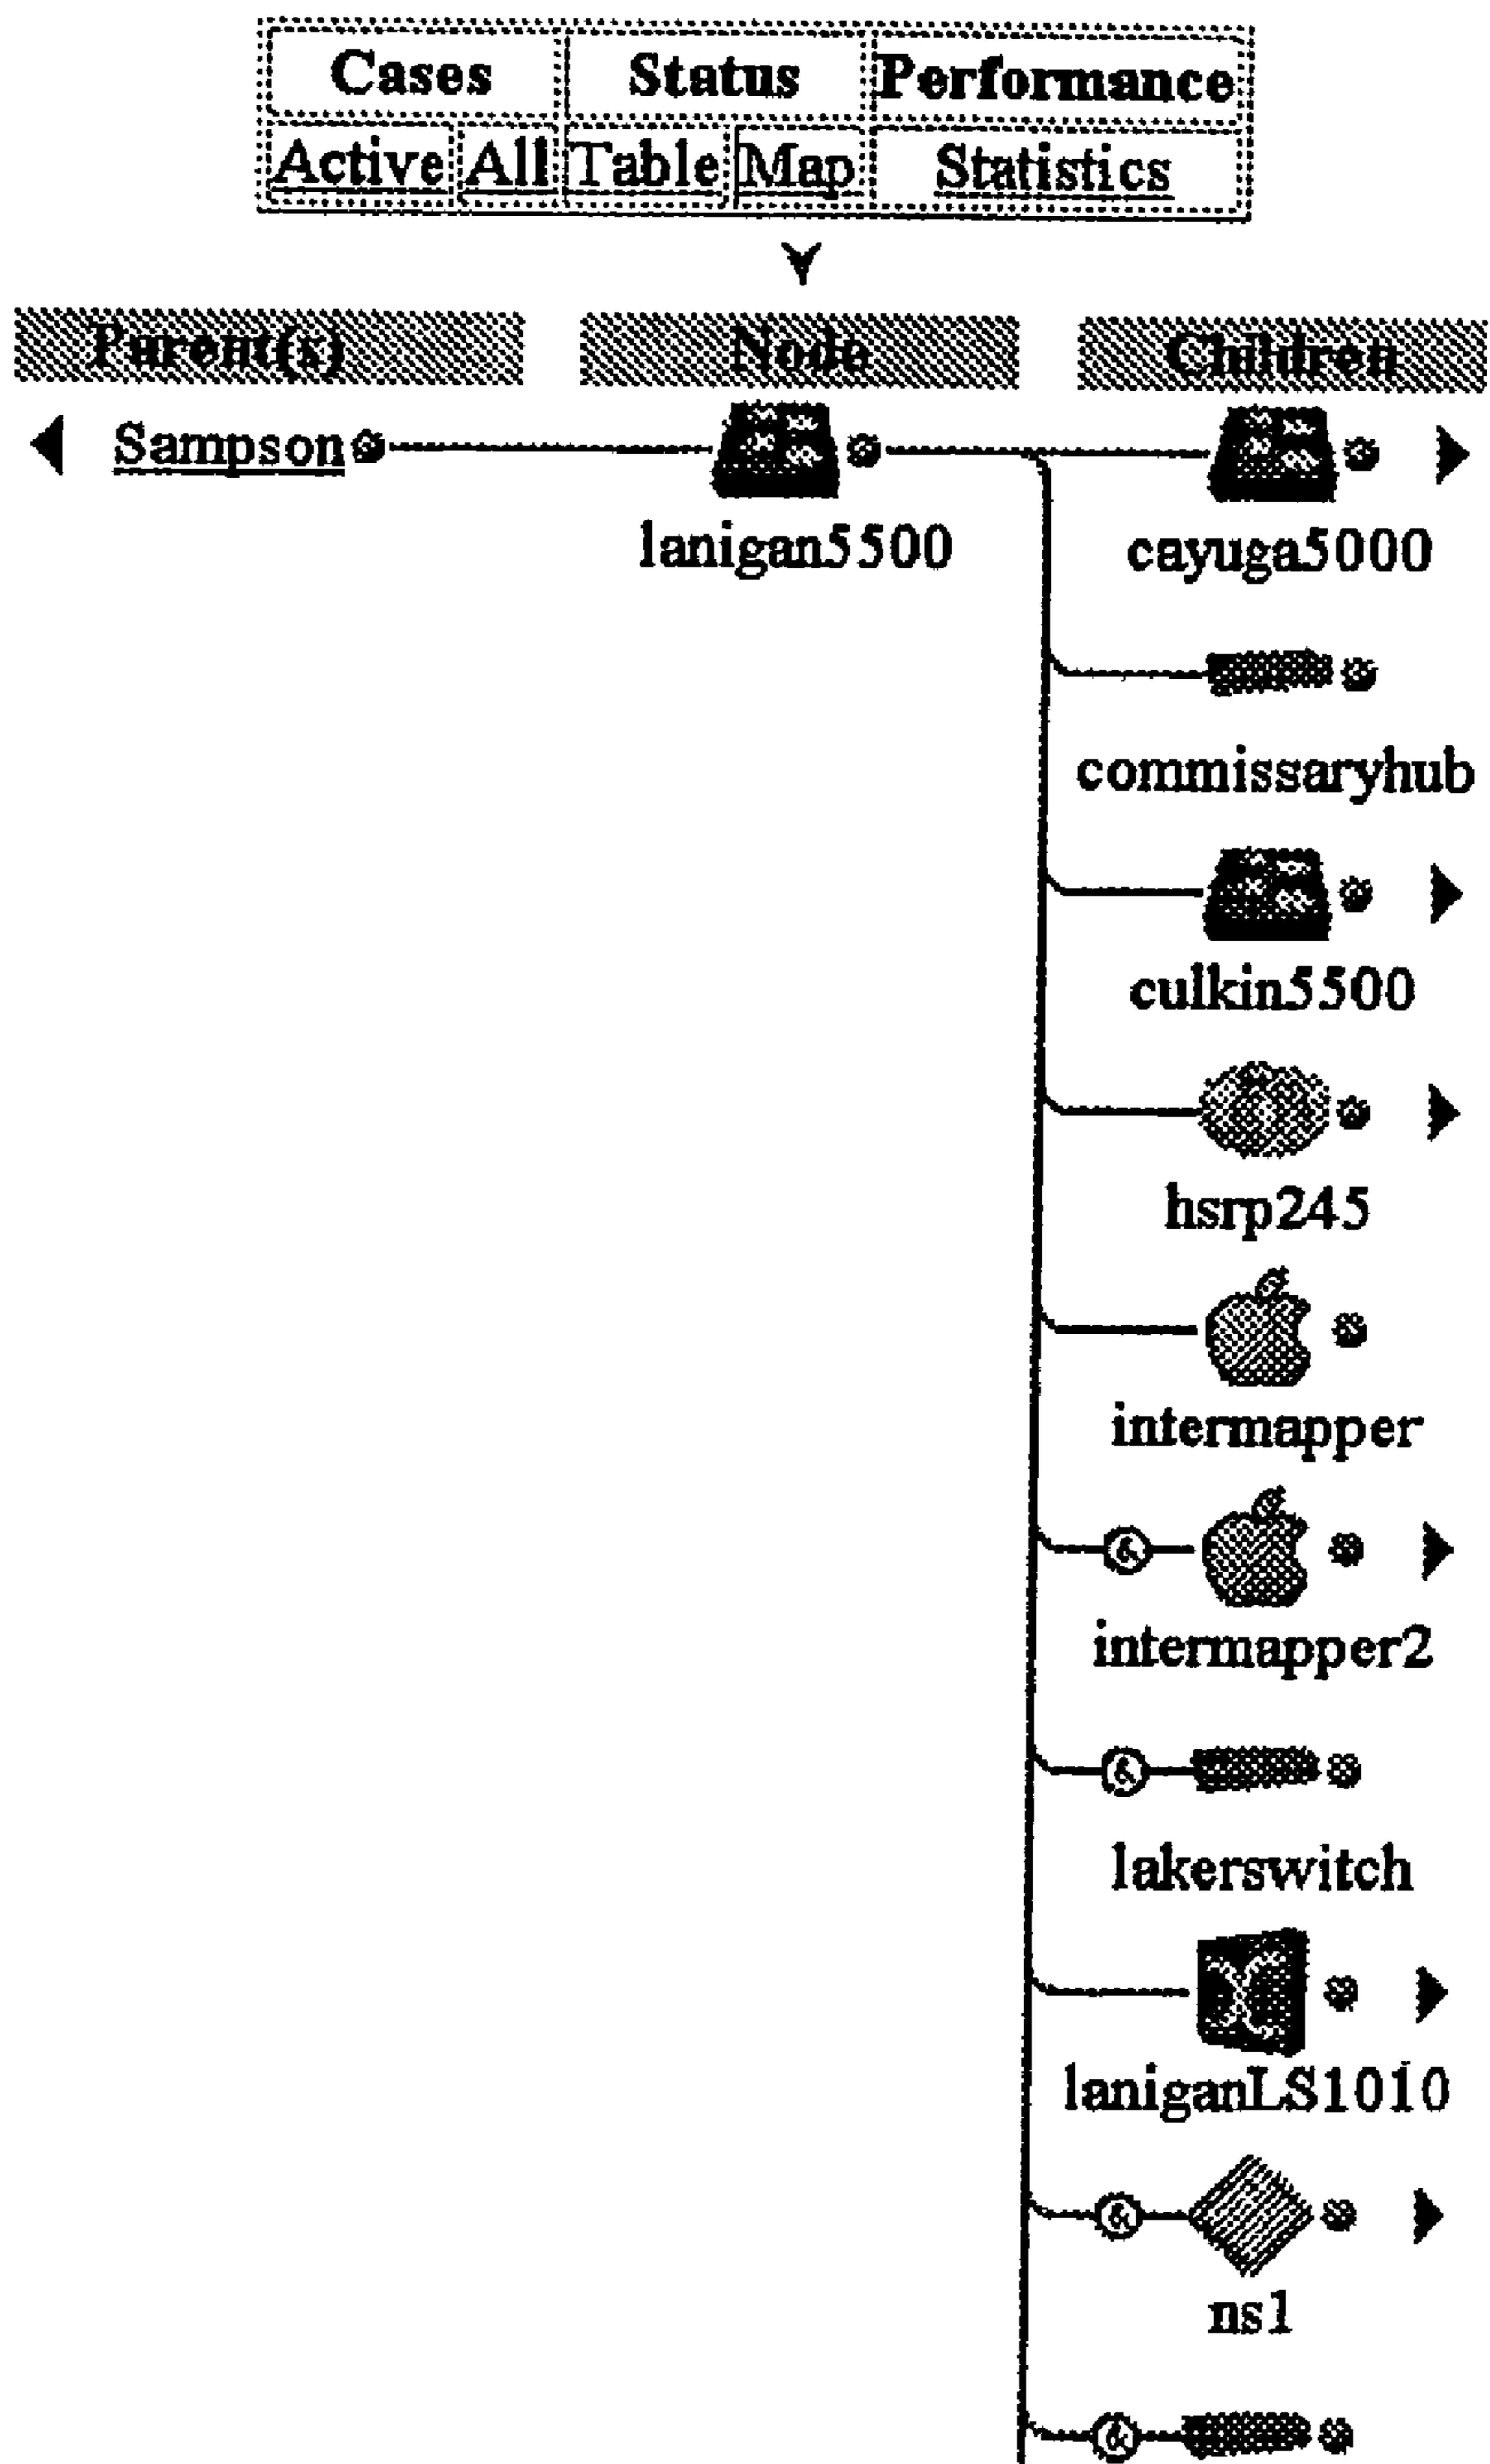 Cases Status Performance
Active All Table Map Statistics
Parent(s) Node Children
Sampson
lanigan5500 cayuga5000
commissaryhub
culkin5500
hsrp245
intermapper
&
intermapper2
&
lakerswitch
laniganLS1010
&
ns1
&